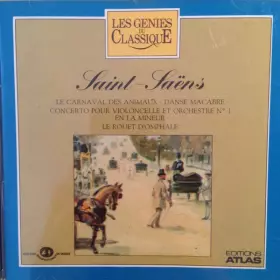 LES GENIES
DU
CLASSIQUE
Saint-Saëns
LE CARNAVAL DES ANIMAUX - DANSE MACABRE
CONCERTO POUR VIOLONCELLE ET ORCHESTRE N° 1
EN LA MINEUR
LE ROUET D'OMPHALE
EDITIONS
ATLAS